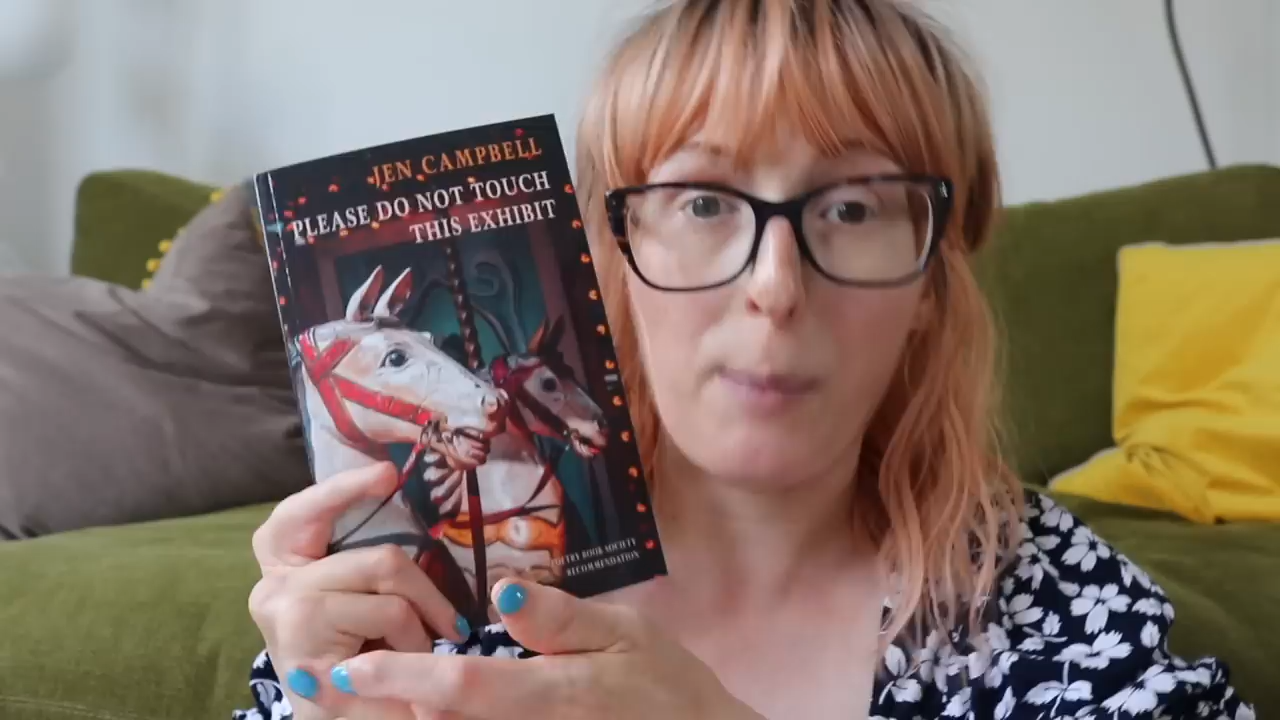 JEN CAMPBELL
PLEASE DO NOT TOUCH
THIS EXHIBIT
POETRY BOOK SOCIETY
RECOMMENDATION